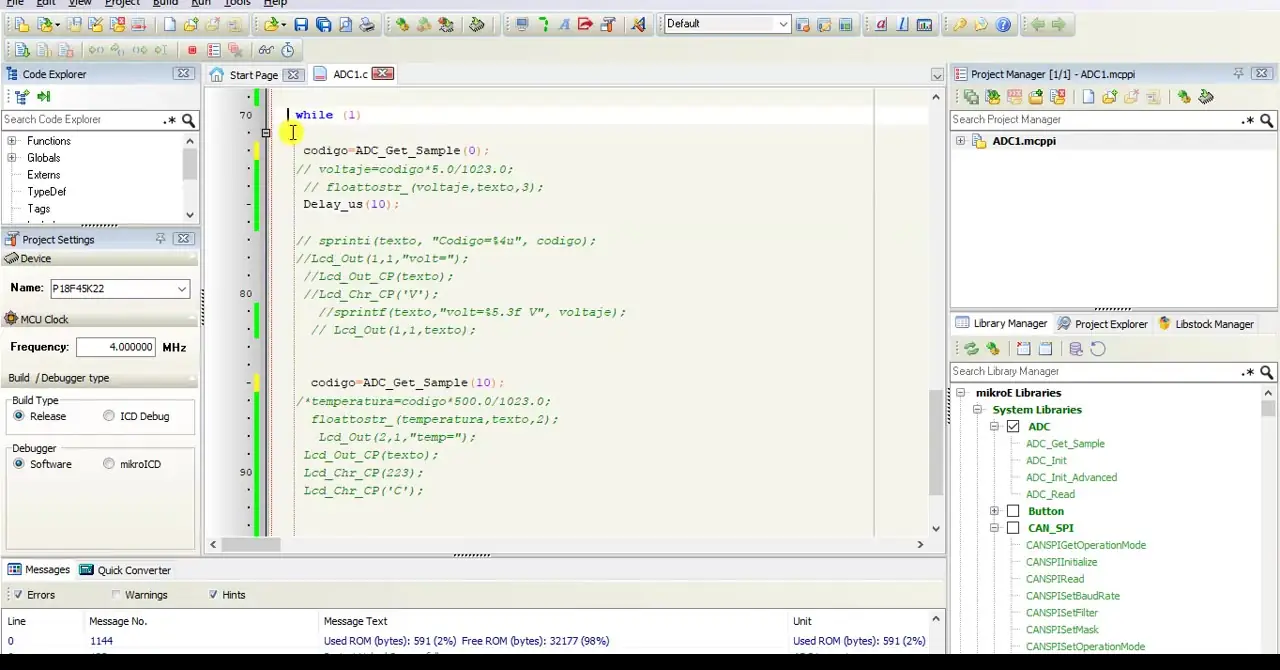 File Edit View Project Build Run Tools Help
Default
Code Explorer
Start Page
ADC1.c
Project Manager [1/1] - ADC1.mcppi
Search Code Explorer
Search Project Manager
Functions
Globals
Externs
TypeDef
Tags
ADC1.mcppi
70 while (1)
codigo=ADC_Get_Sample(0);
// voltaje=codigo*5.0/1023.0;
// floattostr_(voltaje,texto,3);
Delay_us(10);
// sprinti(texto, "Codigo=%4u", codigo);
//Lcd_Out(1,1,"volt=");
//Lcd_Out_CP(texto);
80 //Lcd_Chr_CP('V');
//sprintf(texto,"volt=%5.3f V", voltaje);
// Lcd_Out(1,1,texto);
codigo=ADC_Get_Sample(10);
/*temperatura=codigo*500.0/1023.0;
floattostr_(temperatura,texto,2);
Lcd_Out(2,1,"temp=");
Lcd_Out_CP(texto);
90 Lcd_Chr_CP(223);
Lcd_Chr_CP('C');
Project Settings
Device
Name: P18F45K22
MCU Clock
Frequency: 4.000000 MHz
Build / Debugger type
Build Type
Release ICD Debug
Debugger
Software mikroICD
Library Manager Project Explorer Libstock Manager
Search Library Manager
mikroE Libraries
System Libraries
ADC
ADC_Get_Sample
ADC_Init
ADC_Init_Advanced
ADC_Read
Button
CAN_SPI
CANSPIGetOperationMode
CANSPIInitialize
CANSPIRead
CANSPISetBaudRate
CANSPISetFilter
CANSPISetMask
CANSPISetOperationMode
Messages Quick Converter
Errors Warnings Hints
Line Message No. Message Text Unit
0 1144 Used ROM (bytes): 591 (2%) Free ROM (bytes): 32177 (98%) Used ROM (bytes): 591 (2%)